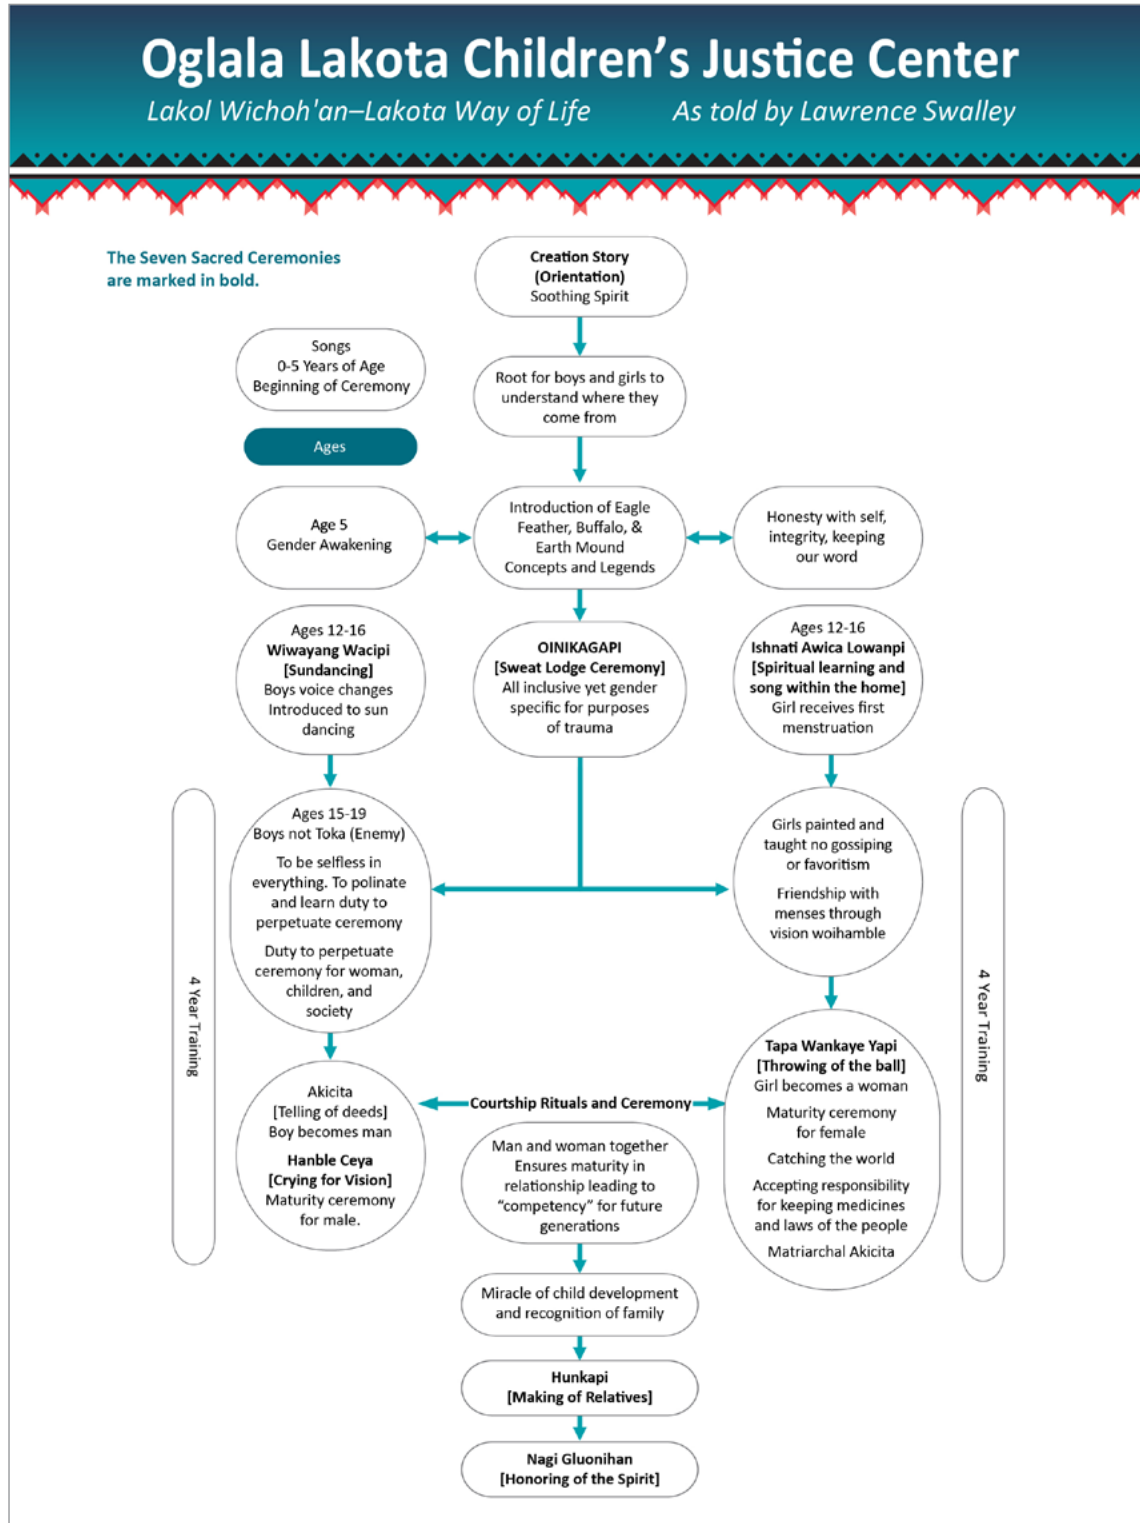 Oglala Lakota Children's Justice Center
Lakol Wichoh'an–Lakota Way of Life
As told by Lawrence Swalley
The Seven Sacred Ceremonies
are marked in bold.
Creation Story
(Orientation)
Soothing Spirit
Songs
0-5 Years of Age
Beginning of Ceremony
Root for boys and girls to
understand where they
come from
Ages
Age 5
Gender Awakening
Introduction of Eagle
Feather, Buffalo, &
Earth Mound
Concepts and Legends
Honesty with self,
integrity, keeping
our word
Ages 12-16
Wiwayang Wacipi
[Sundancing]
Boys voice changes
Introduced to sun
dancing
OINIKAGAPI
[Sweat Lodge Ceremony]
All inclusive yet gender
specific for purposes
of trauma
Ages 12-16
Ishnati Awica Lowanpi
[Spiritual learning and
song within the home]
Girl receives first
menstruation
4 Year Training
Ages 15-19
Boys not Toka (Enemy)
To be selfless in
everything. To polinate
and learn duty to
perpetuate ceremony
Duty to perpetuate
ceremony for woman,
children, and
society
Girls painted and
taught no gossiping
or favoritism
Friendship with
menses through
vision woihamble
4 Year Training
Akicita
[Telling of deeds]
Boy becomes man
Hanble Ceya
[Crying for Vision]
Maturity ceremony
for male.
Courtship Rituals and Ceremony
Man and woman together
Ensures maturity in
relationship leading to
“competency” for future
generations
Tapa Wankaye Yapi
[Throwing of the ball]
Girl becomes a woman
Maturity ceremony
for female
Catching the world
Accepting responsibility
for keeping medicines
and laws of the people
Matriarchal Akicita
Miracle of child development
and recognition of family
Hunkapi
[Making of Relatives]
Nagi Gluonihan
[Honoring of the Spirit]